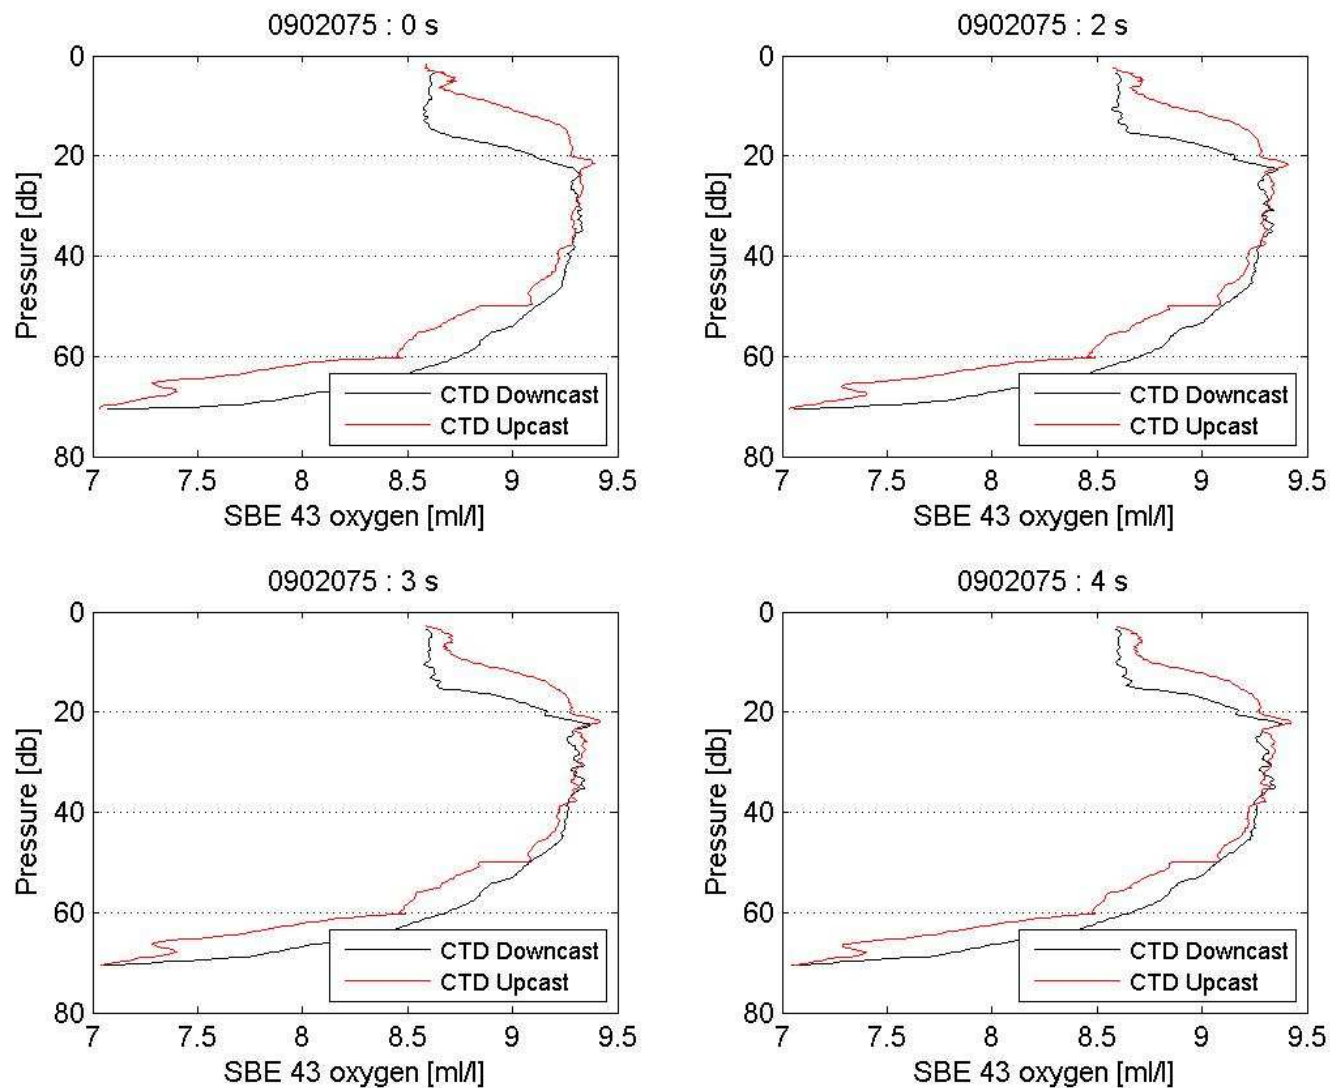 0902075 : 0 s
0
20
40
60
80
Pressure [db]
CTD Downcast
CTD Upcast
7 7.5 8 8.5 9 9.5
SBE 43 oxygen [ml/l]
0902075 : 2 s
0
20
40
60
80
Pressure [db]
CTD Downcast
CTD Upcast
7 7.5 8 8.5 9 9.5
SBE 43 oxygen [ml/l]
0902075 : 3 s
0
20
40
60
80
Pressure [db]
CTD Downcast
CTD Upcast
7 7.5 8 8.5 9 9.5
SBE 43 oxygen [ml/l]
0902075 : 4 s
0
20
40
60
80
Pressure [db]
CTD Downcast
CTD Upcast
7 7.5 8 8.5 9 9.5
SBE 43 oxygen [ml/l]